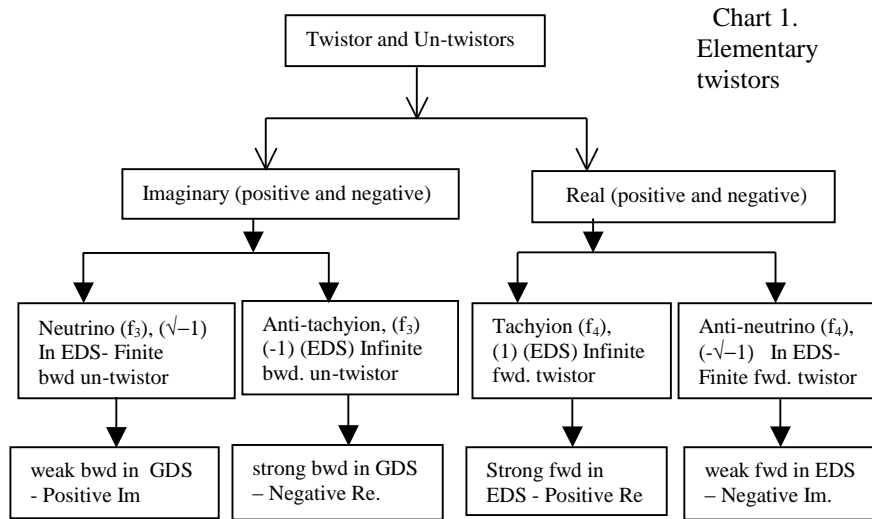 Chart 1.
Elementary
twistors
Twistor and Un-twistors
Imaginary (positive and negative)
Real (positive and negative)
Neutrino (f₃), (√−1)
In EDS- Finite
bwd un-twistor
Anti-tachyion, (f₃)
(-1) (EDS) Infinite
bwd. un-twistor
Tachyion (f₄),
(1) (EDS) Infinite
fwd. twistor
Anti-neutrino (f₄),
(-√−1) In EDS-
Finite fwd. twistor
weak bwd in GDS
- Positive Im
strong bwd in GDS
– Negative Re.
Strong fwd in
EDS - Positive Re
weak fwd in EDS
– Negative Im.